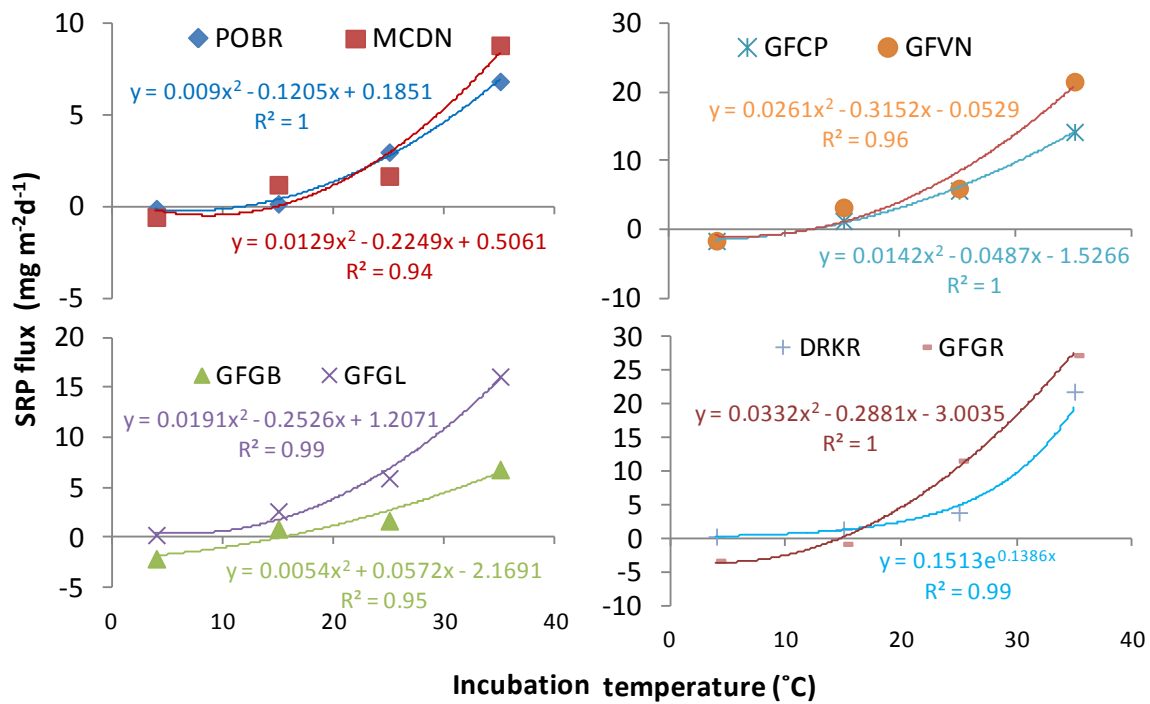 SRP flux (mg m-2d-1)
10
5
0
-5
POBR MCDN
y = 0.009x² - 0.1205x + 0.1851
R² = 1
y = 0.0129x² - 0.2249x + 0.5061
R² = 0.94
30
20
10
0
-10
GFCP GFVN
y = 0.0261x² - 0.3152x - 0.0529
R² = 0.96
y = 0.0142x² - 0.0487x - 1.5266
R² = 1
20
15
10
5
0
-5
GFGB GFGL
y = 0.0191x² - 0.2526x + 1.2071
R² = 0.99
y = 0.0054x² + 0.0572x - 2.1691
R² = 0.95
0 10 20 30 40
30
25
20
15
10
5
0
-5
-10
DRKR GFGR
y = 0.0332x² - 0.2881x - 3.0035
R² = 1
y = 0.1513e0.1386x
R² = 0.99
0 10 20 30 40
Incubation temperature (˚C)